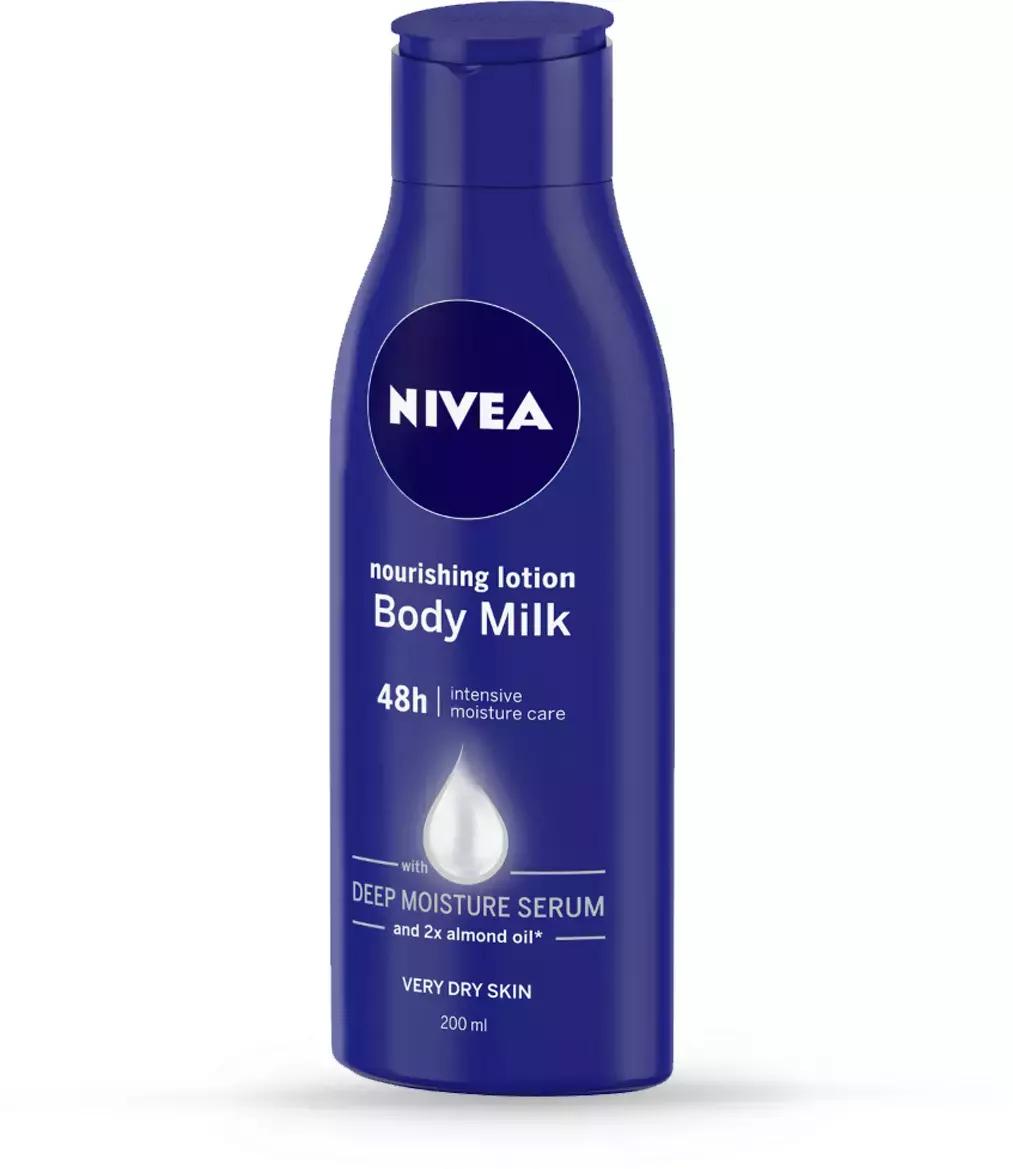 NIVEA
nourishing lotion
Body Milk
48h | intensive
moisture care
with
DEEP MOISTURE SERUM
and 2x almond oil*
VERY DRY SKIN
200 ml